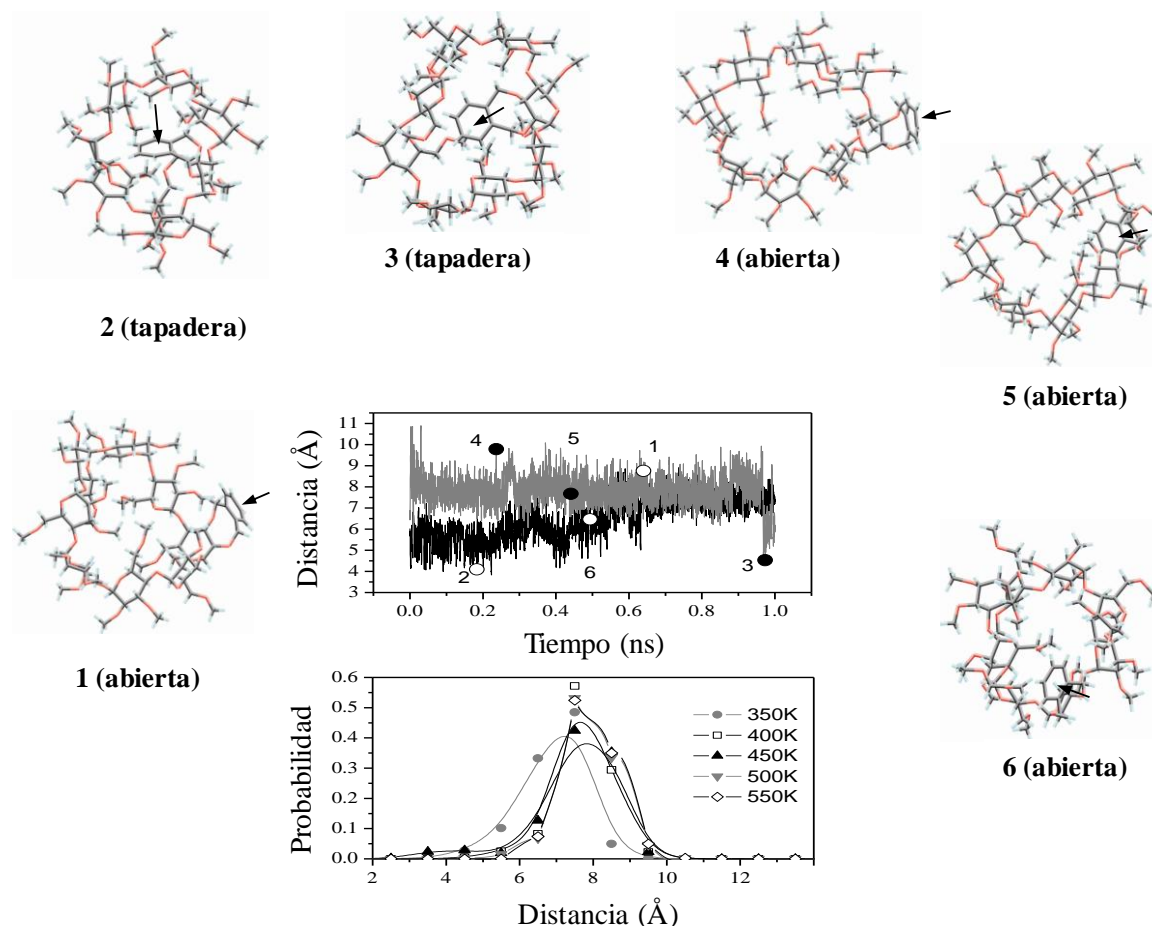 3 (tapadera)
4 (abierta)
2 (tapadera)
5 (abierta)
1 (abierta)
6 (abierta)
Distancia (Å)
11
10
9
8
7
6
5
4
3
4
5
1
2
6
3
0.0 0.2 0.4 0.6 0.8 1.0
Tiempo (ns)
Probabilidad
0.6
0.5
0.4
0.3
0.2
0.1
0.0
350K
400K
450K
500K
550K
2 4 6 8 10 12
Distancia (Å)